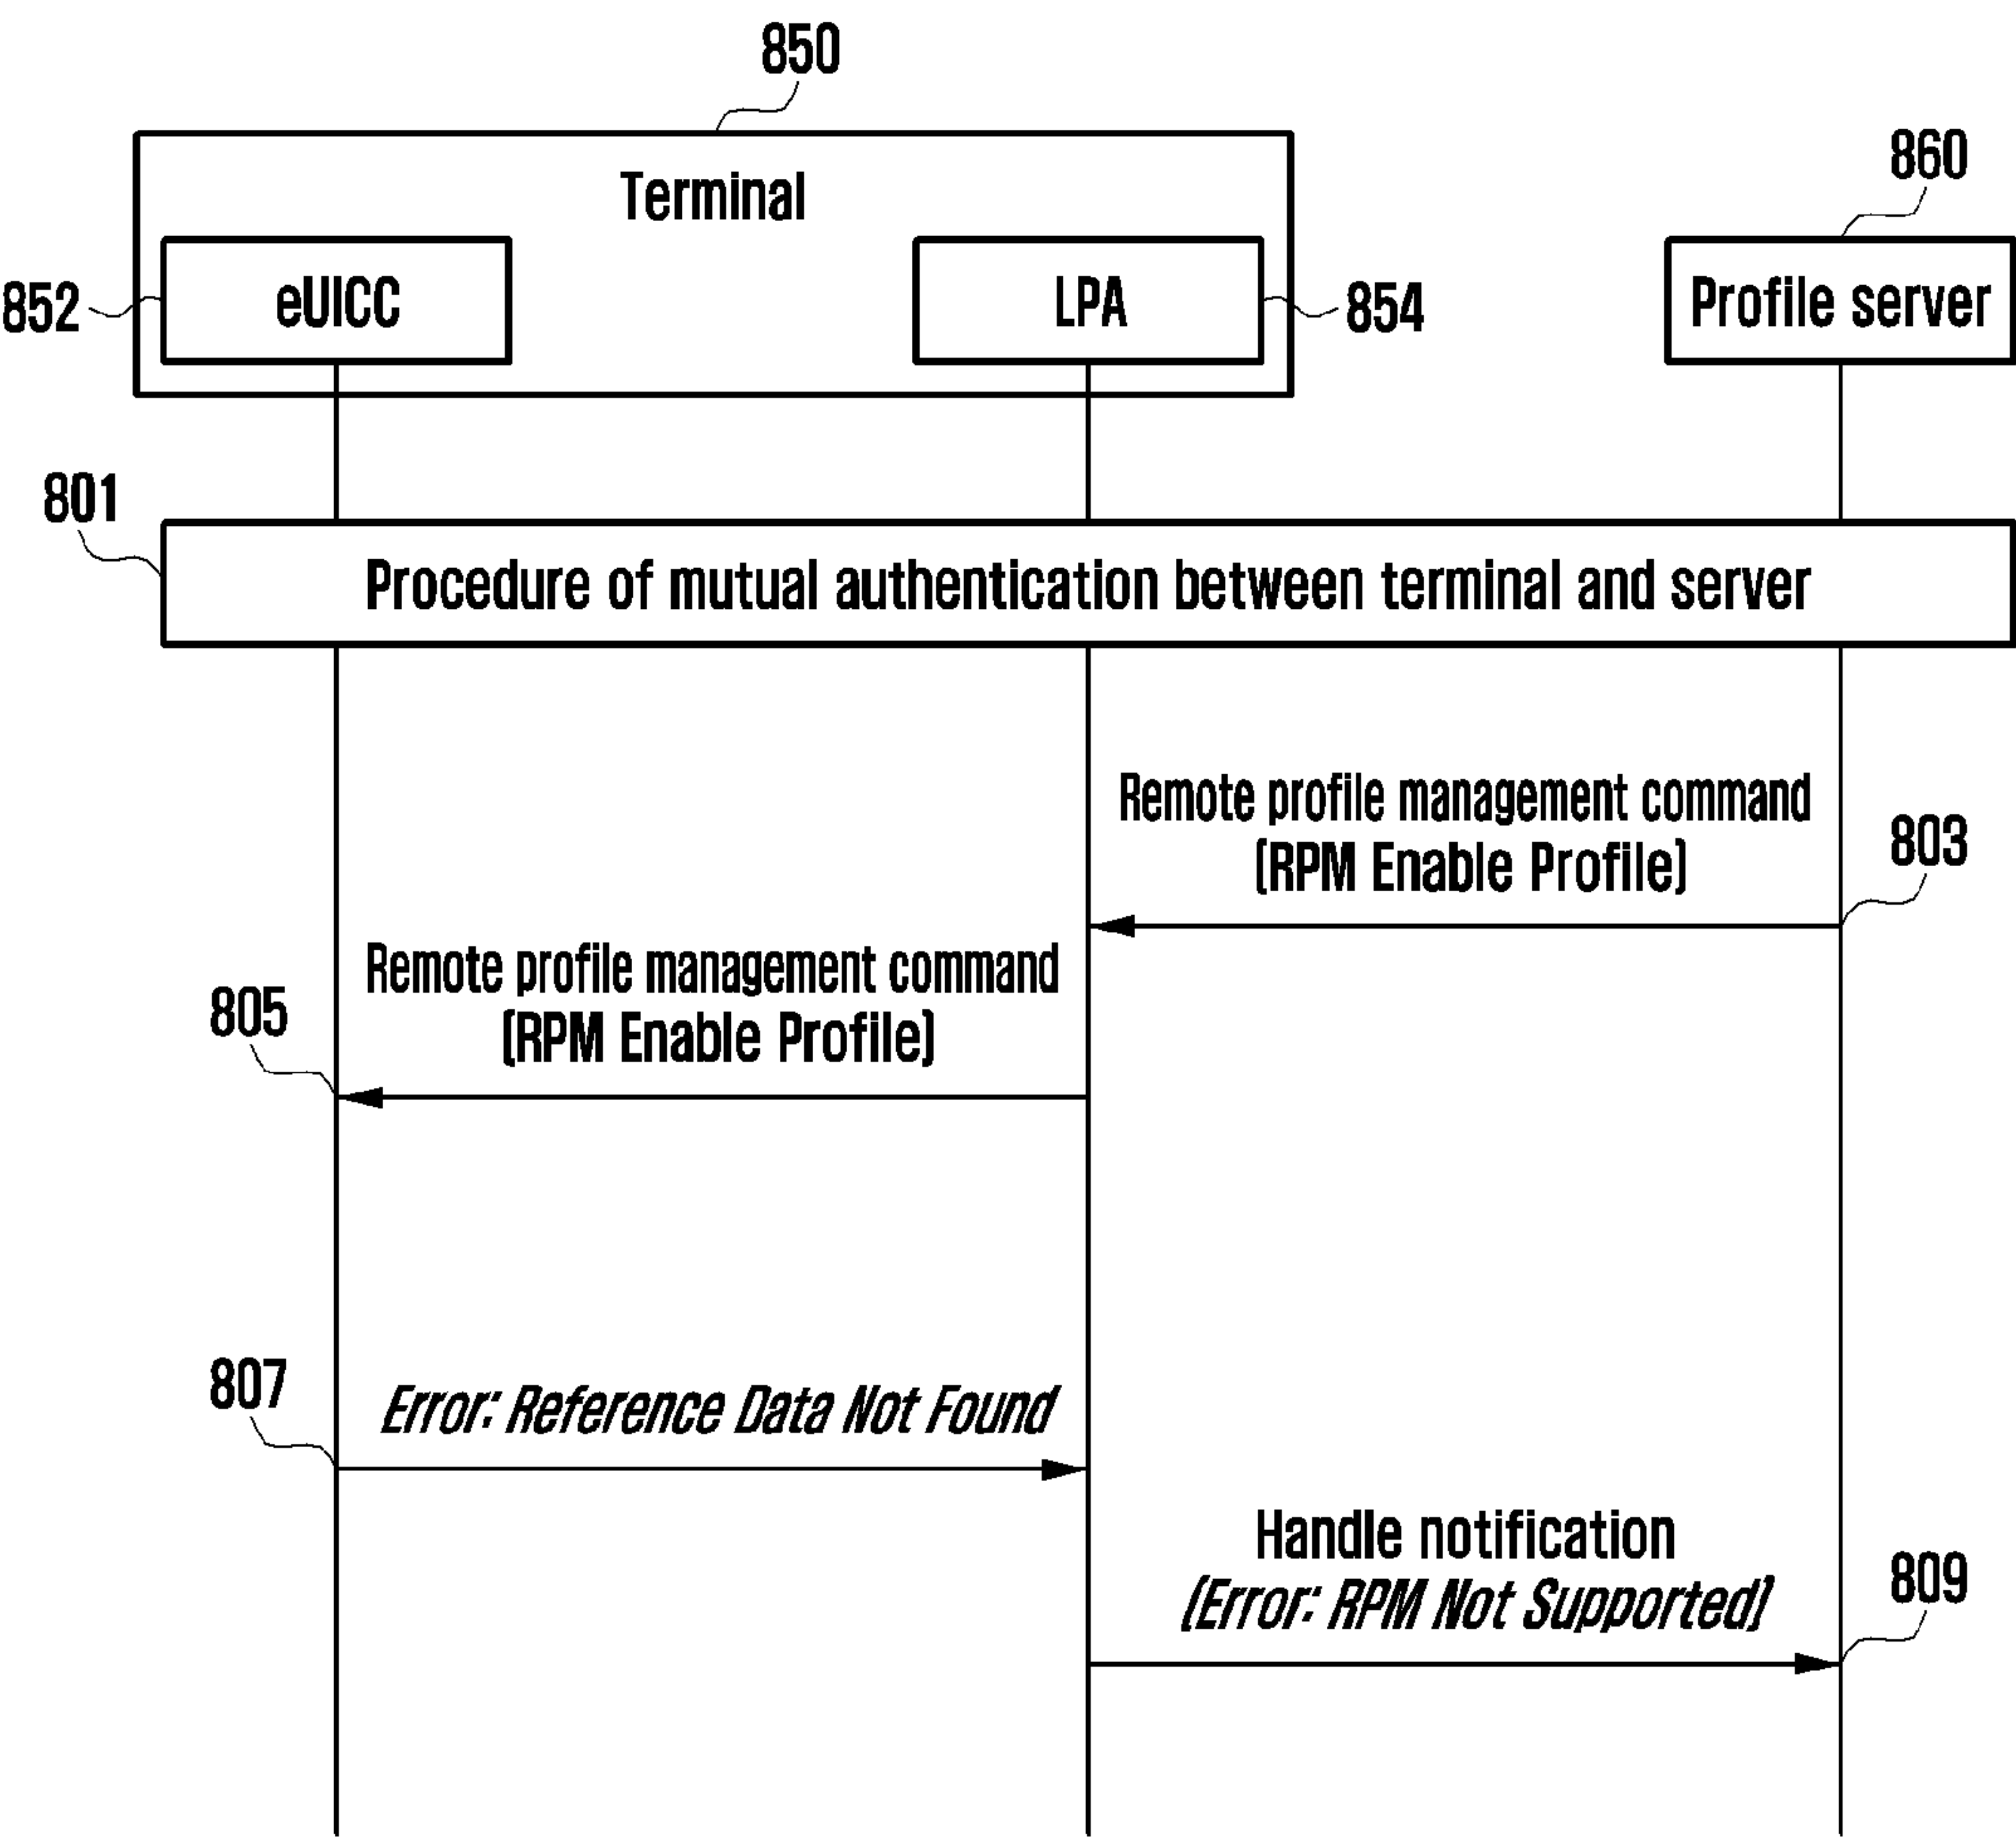 850
Terminal
860
852
eUICC
LPA
854
Profile server
801
Procedure of mutual authentication between terminal and server
Remote profile management command
(RPM Enable Profile)
803
Remote profile management command
(RPM Enable Profile)
805
807
Error: Reference Data Not Found
Handle notification
(Error: RPM Not Supported)
809